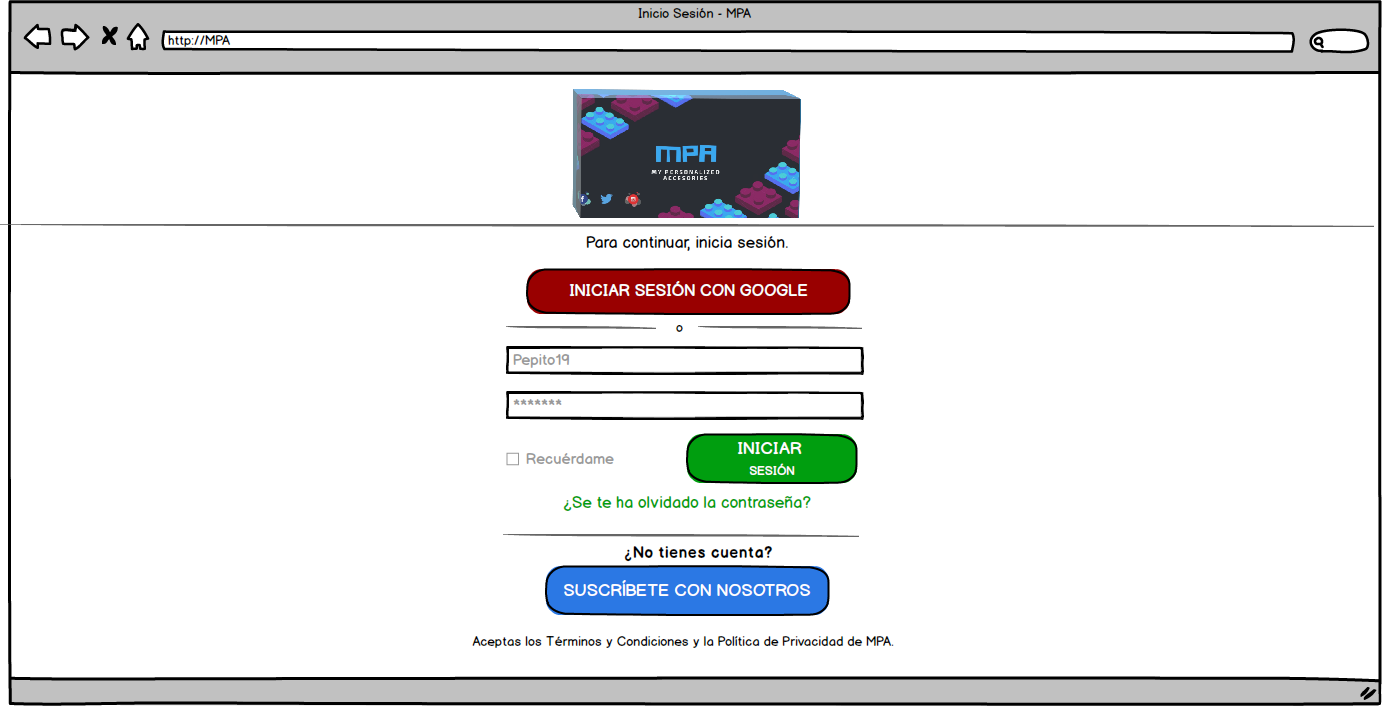 Inicio Sesión - MPA
http://MPA
MPA
MY PERSONALIZED
ACCESORIES
Para continuar, inicia sesión.
INICIAR SESIÓN CON GOOGLE
o
Pepito19
*******
Recuérdame
INICIAR
SESIÓN
¿Se te ha olvidado la contraseña?
¿No tienes cuenta?
SUSCRÍBETE CON NOSOTROS
Aceptas los Términos y Condiciones y la Política de Privacidad de MPA.